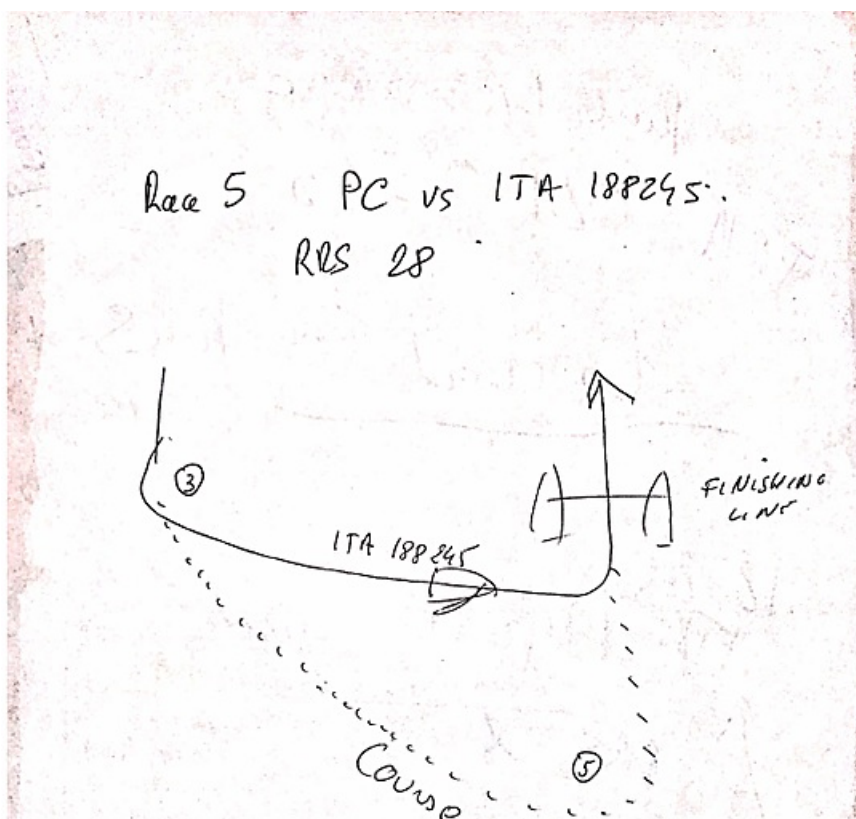 Race 5 PC vs ITA 188245.
RRS 28
3
ITA 188245
FINISHING
LINE
5
Course